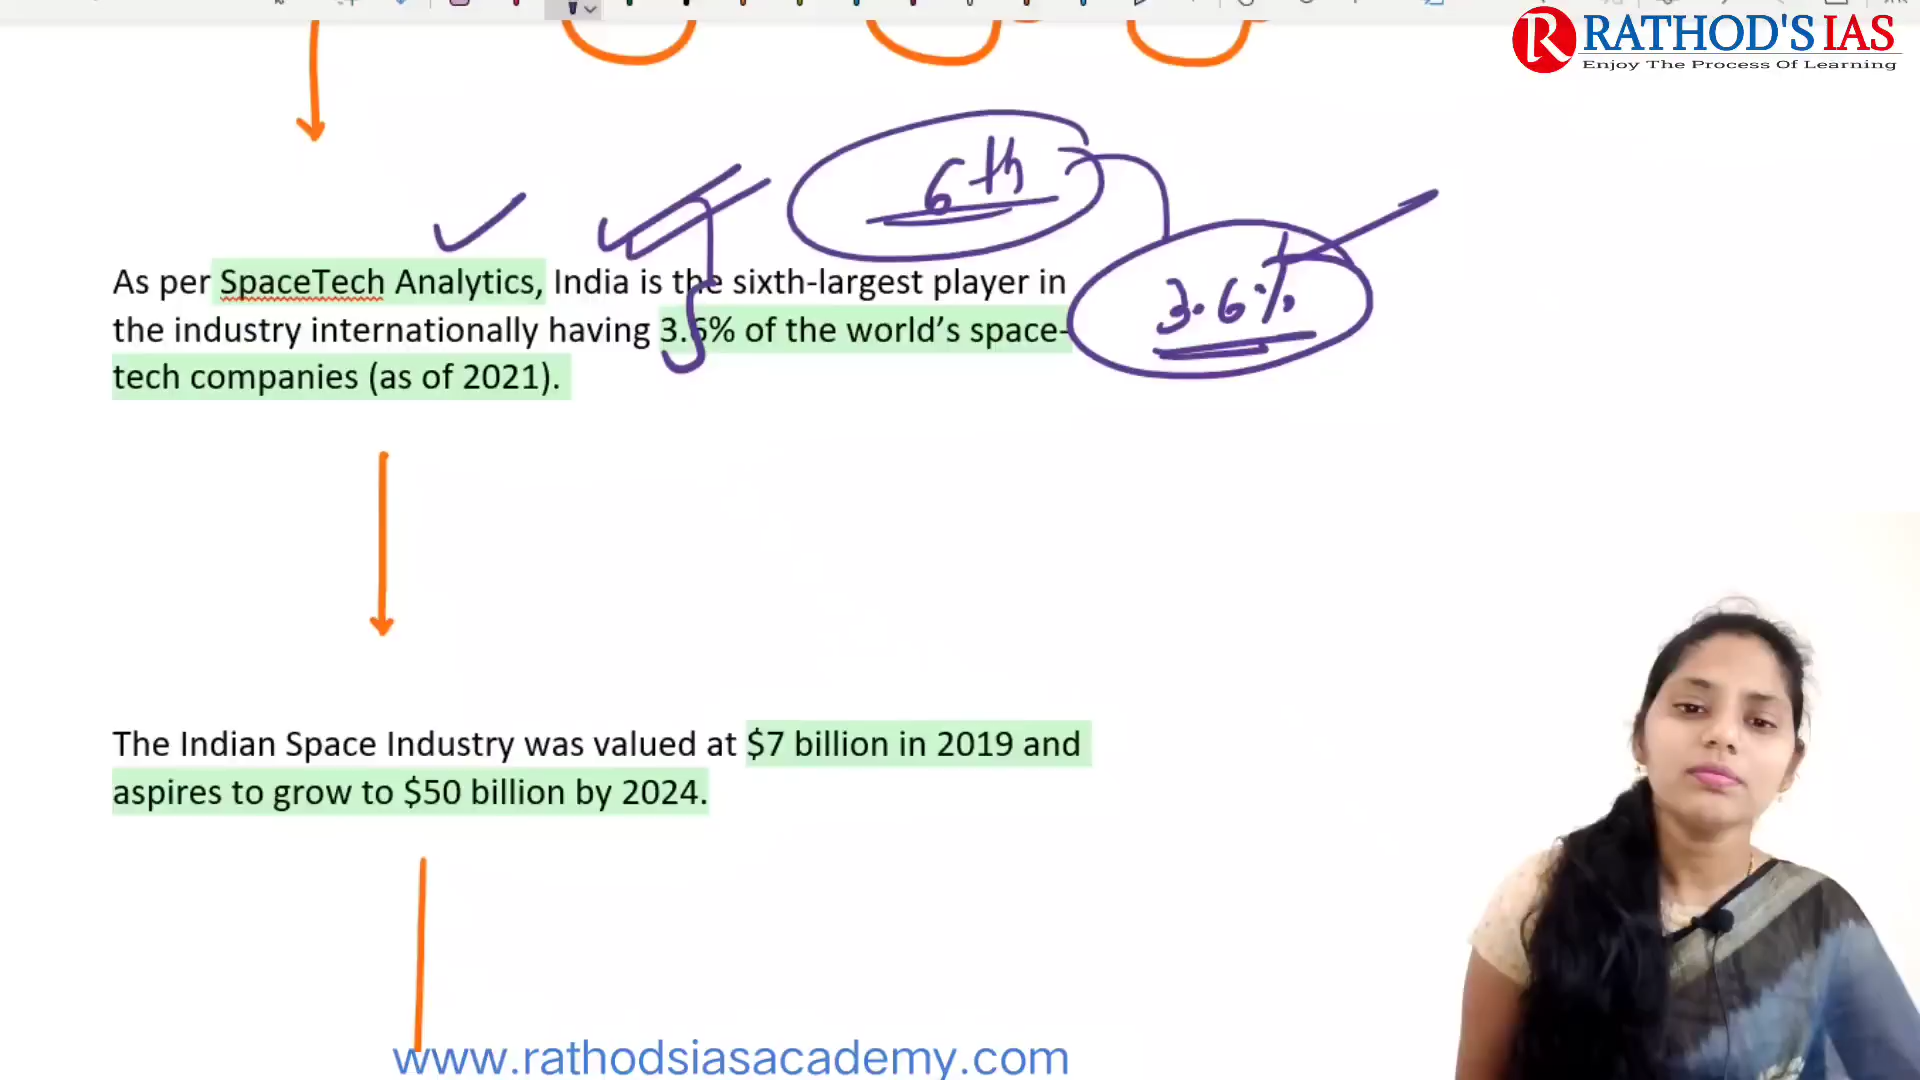 RATHOD'S IAS
Enjoy The Process Of Learning
6th
3.6%
As per SpaceTech Analytics, India is the sixth-largest player in
the industry internationally having 3.6% of the world’s space-
tech companies (as of 2021).
The Indian Space Industry was valued at $7 billion in 2019 and
aspires to grow to $50 billion by 2024.
www.rathodsiasacademy.com